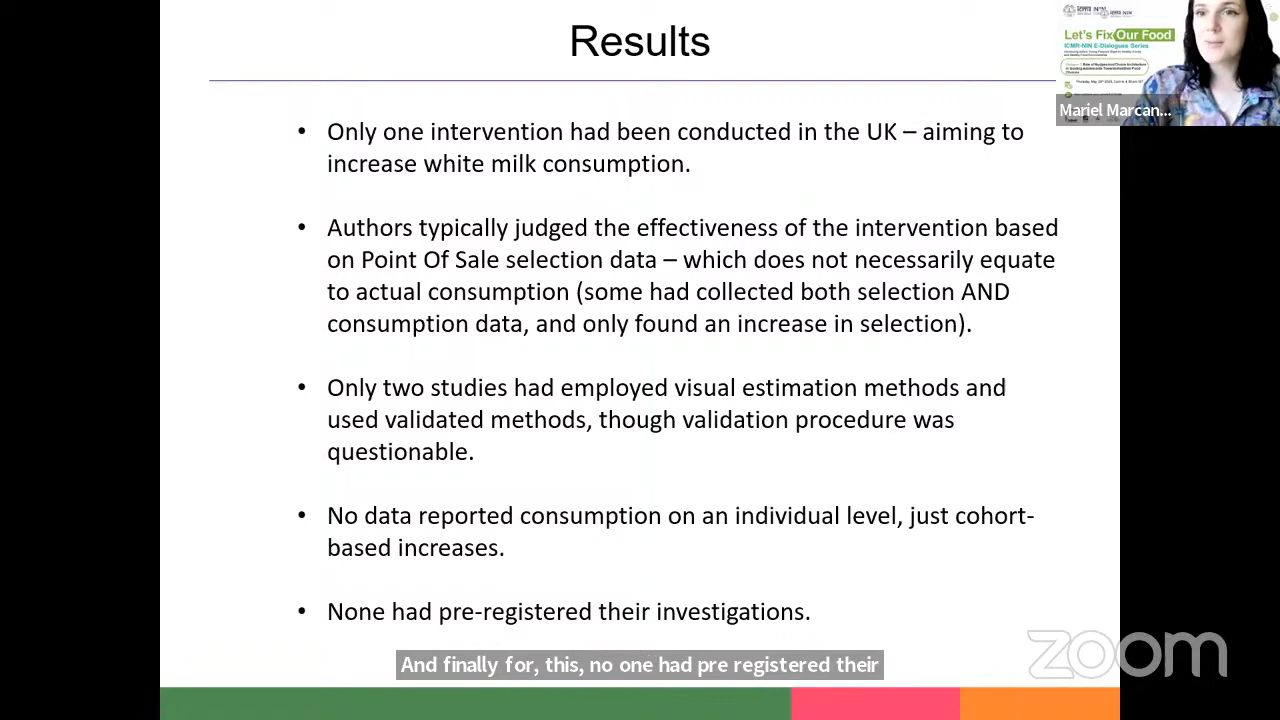 Results
Let's Fix Our Food
ICMR-NIN E-Dialogues Series
Mariel Marcan...
• Only one intervention had been conducted in the UK – aiming to
increase white milk consumption.
• Authors typically judged the effectiveness of the intervention based
on Point Of Sale selection data – which does not necessarily equate
to actual consumption (some had collected both selection AND
consumption data, and only found an increase in selection).
• Only two studies had employed visual estimation methods and
used validated methods, though validation procedure was
questionable.
• No data reported consumption on an individual level, just cohort-
based increases.
• None had pre-registered their investigations.
And finally for, this, no one had pre registered their
zoom